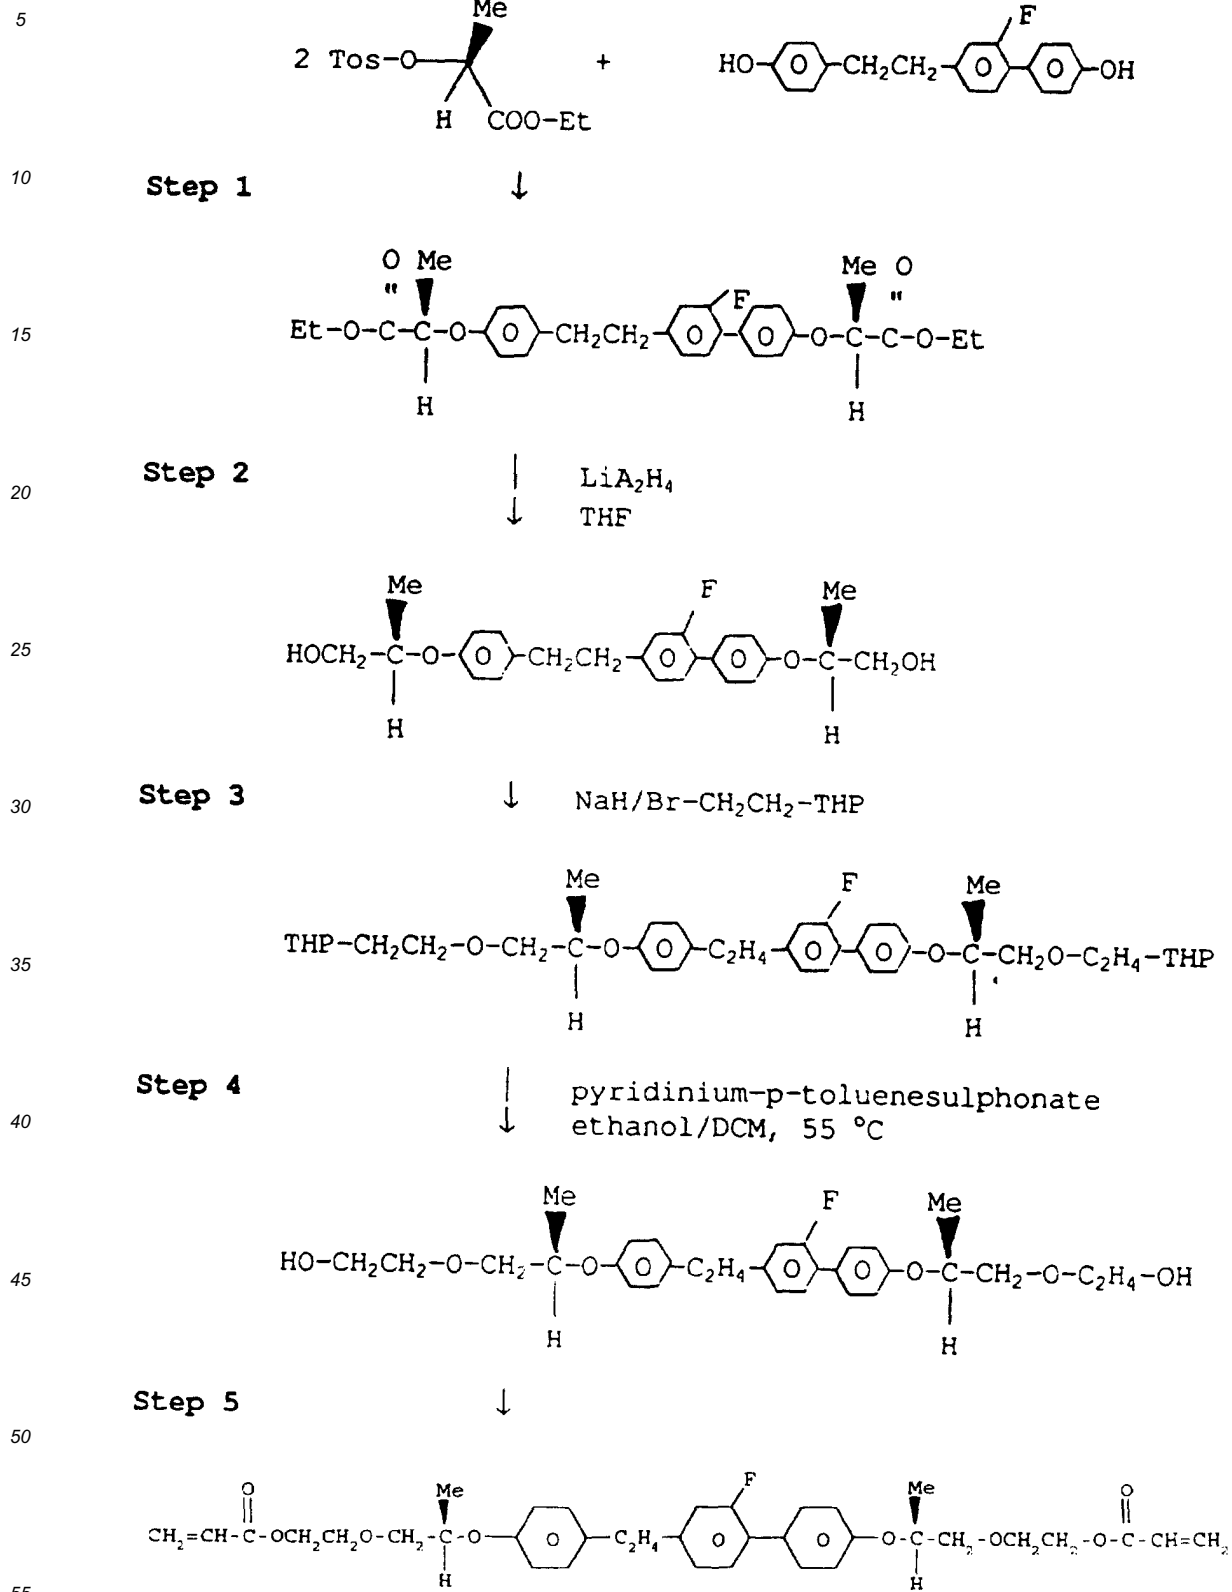 5
Me
F
2 Tos-O
+
HO O CH₂CH₂ O O OH
H COO-Et
10
Step 1 ↓
O Me
Me O
" F "
15
Et-O-C-C-O O CH₂CH₂ O O O-C-C-O-Et
H
H
Step 2
LiA₂H₄
20
↓ THF
Me F Me
25
HOCH₂-C-O O CH₂CH₂ O O O-C-CH₂OH
H
H
Step 3 ↓ NaH/Br-CH₂CH₂-THP
30
Me F Me
35
THP-CH₂CH₂-O-CH₂-C-O O C₂H₄ O O O-C-CH₂O-C₂H₄-THP
H
H
Step 4
pyridinium-p-toluenesulphonate
40
↓ ethanol/DCM, 55 °C
Me F Me
45
HO-CH₂CH₂-O-CH₂-C-O O C₂H₄ O O O-C-CH₂-O-C₂H₄-OH
H
H
Step 5 ↓
50
O Me F Me O
CH₂=CH-C-OCH₂CH₂O-CH₂-C-O O C₂H₄ O O O-C-CH₂-OCH₂CH₂-O-C-CH=CH₂
H
H
55